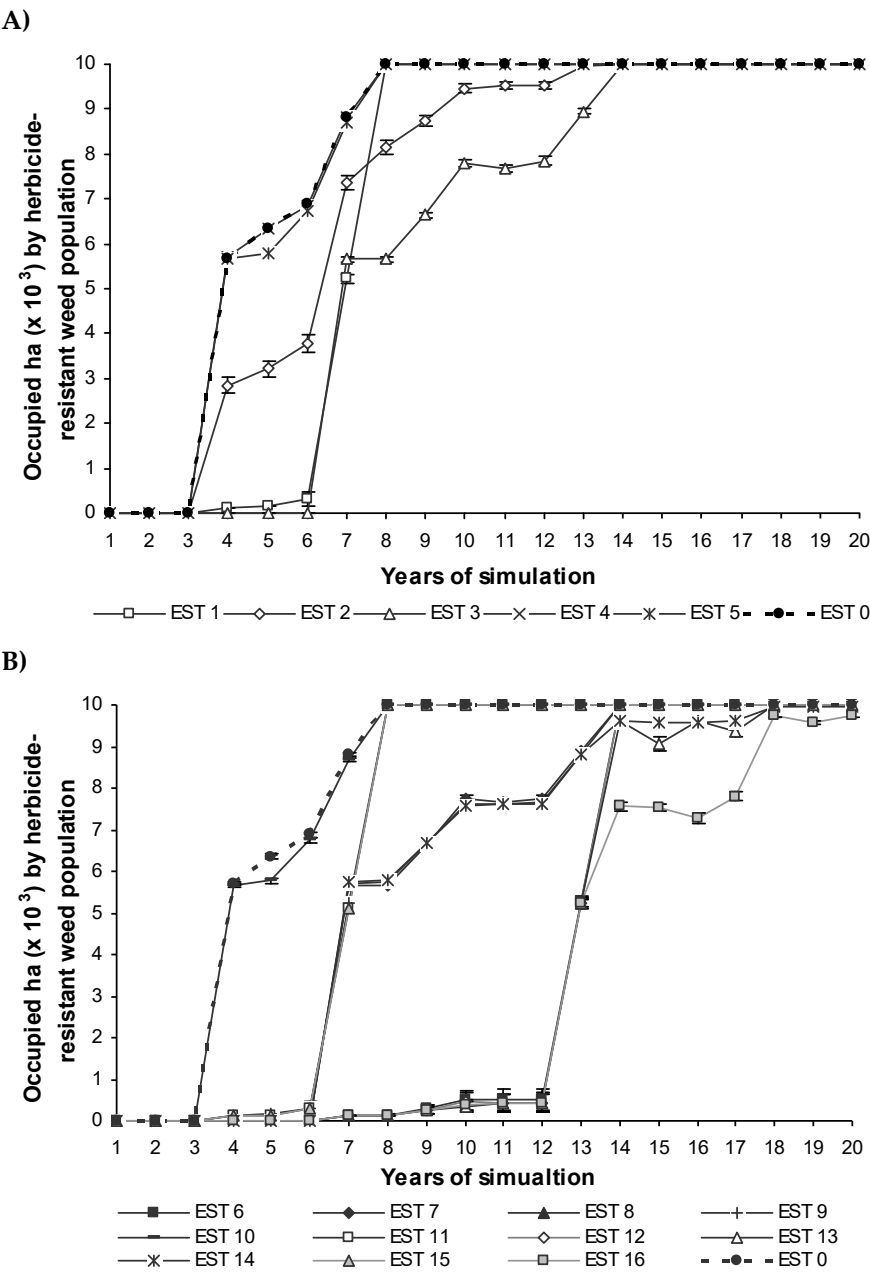 A)
10
9
8
7
6
5
4
3
2
1
0
Occupied ha (x 10³) by herbicide-
resistant weed population
1 2 3 4 5 6 7 8 9 10 11 12 13 14 15 16 17 18 19 20
Years of simulation
EST 1 EST 2 EST 3 EST 4 EST 5 EST 0
B)
10
9
8
7
6
5
4
3
2
1
0
Occupied ha (x 10³) by herbicide-
resistant weed population
1 2 3 4 5 6 7 8 9 10 11 12 13 14 15 16 17 18 19 20
Years of simualtion
EST 6 EST 7 EST 8 EST 9
EST 10 EST 11 EST 12 EST 13
EST 14 EST 15 EST 16 EST 0